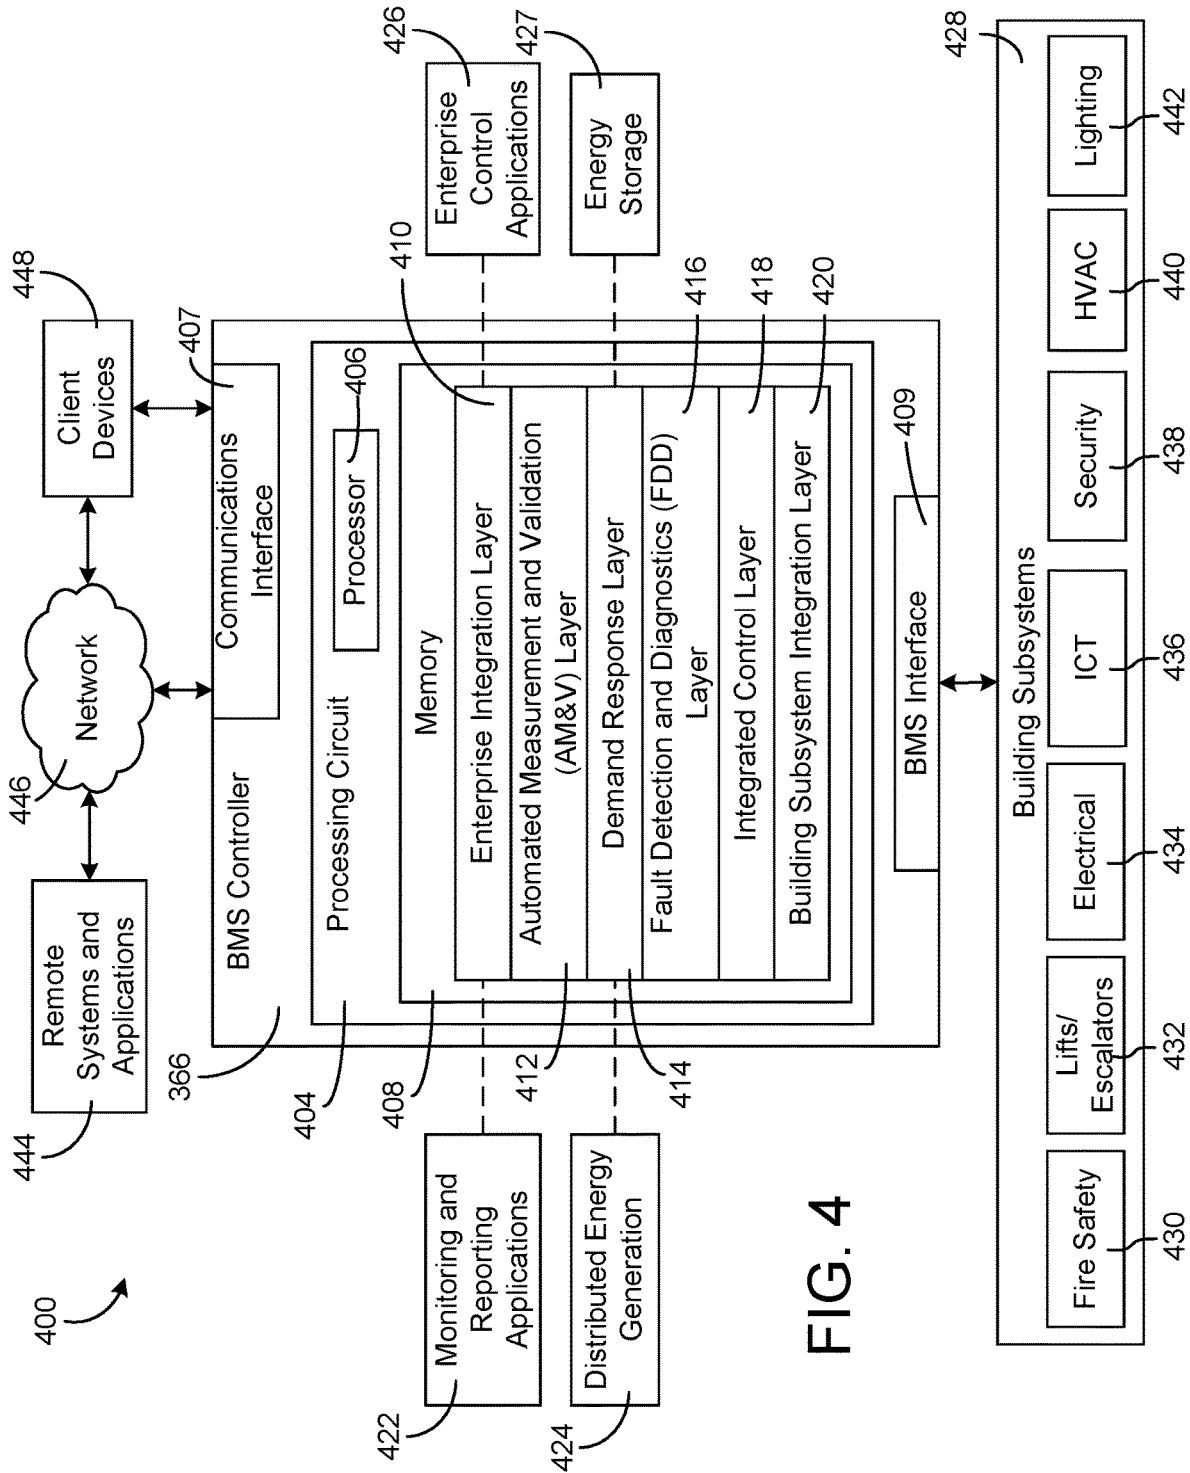 400
444
Remote
Systems and
Applications
446
Network
448
Client
Devices
366
BMS Controller
407
Communications
Interface
404
Processing Circuit
Processor
406
408
Memory
410
Enterprise Integration Layer
412
Automated Measurement and Validation
(AM&V) Layer
414
Demand Response Layer
416
Fault Detection and Diagnostics (FDD)
Layer
418
Integrated Control Layer
420
Building Subsystem Integration Layer
422
Monitoring and
Reporting
Applications
424
Distributed Energy
Generation
426
Enterprise
Control
Applications
427
Energy
Storage
409
BMS Interface
428
Building Subsystems
Fire Safety
430
Lifts/
Escalators
432
Electrical
434
ICT
436
Security
438
HVAC
440
Lighting
442
FIG. 4